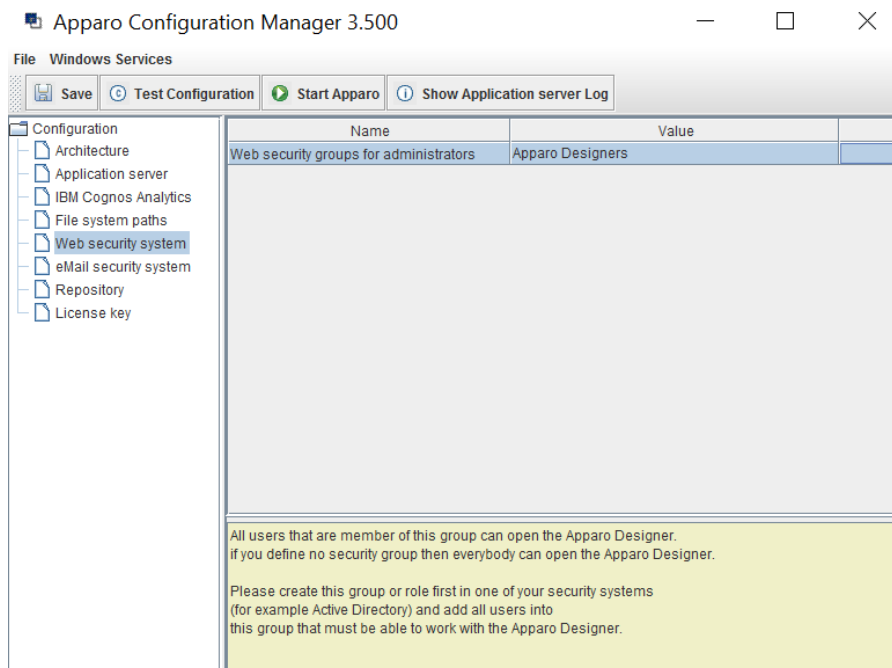 Apparo Configuration Manager 3.500
File Windows Services
Save Test Configuration Start Apparo Show Application server Log
Configuration
Architecture
Application server
IBM Cognos Analytics
File system paths
Web security system
eMail security system
Repository
License key
Name Value
Web security groups for administrators Apparo Designers
All users that are member of this group can open the Apparo Designer.
if you define no security group then everybody can open the Apparo Designer.
Please create this group or role first in one of your security systems
(for example Active Directory) and add all users into
this group that must be able to work with the Apparo Designer.